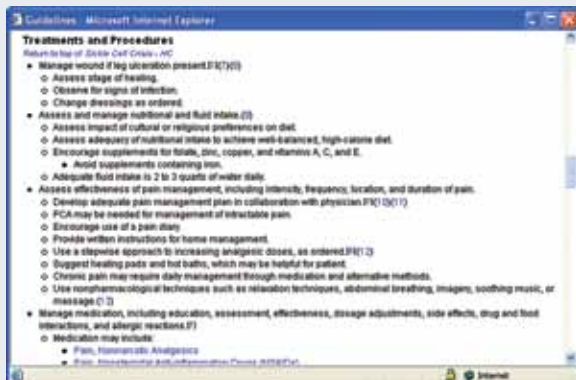 Guidelines - Microsoft Internet Explorer
Treatments and Procedures
Return to top of Sickle Cell Crisis - HC
Manage wound if leg ulceration present.[F](7)(9)
Assess stage of healing.
Observe for signs of infection.
Change dressings as ordered.
Assess and manage nutritional and fluid intake.(9)
Assess impact of cultural or religious preferences on diet.
Assess adequacy of nutritional intake to achieve well-balanced, high-calorie diet.
Encourage supplements for folate, zinc, copper, and vitamins A, C, and E.
Avoid supplements containing iron.
Adequate fluid intake is 2 to 3 quarts of water daily.
Assess effectiveness of pain management, including intensity, frequency, location, and duration of pain.
Develop adequate pain management plan in collaboration with physician.
PCA may be needed for management of intractable pain.
Encourage use of a pain diary.
Provide written instructions for home management.
Use a stepwise approach to increasing analgesic doses, as ordered.
Suggest heating pads and hot baths, which may be helpful for patient.
Chronic pain may require daily management through medication and alternative methods.
Use nonpharmacological techniques such as relaxation techniques, abdominal breathing, imagery, soothing music, or
massage.
Manage medication, including education, assessment, effectiveness, dosage adjustments, side effects, drug and food
interactions, and allergic reactions.
Medication may include:
Pain, Nonnarcotic Analgesics
Pain, Nonsteroidal Anti-inflammation Drugs
Internet